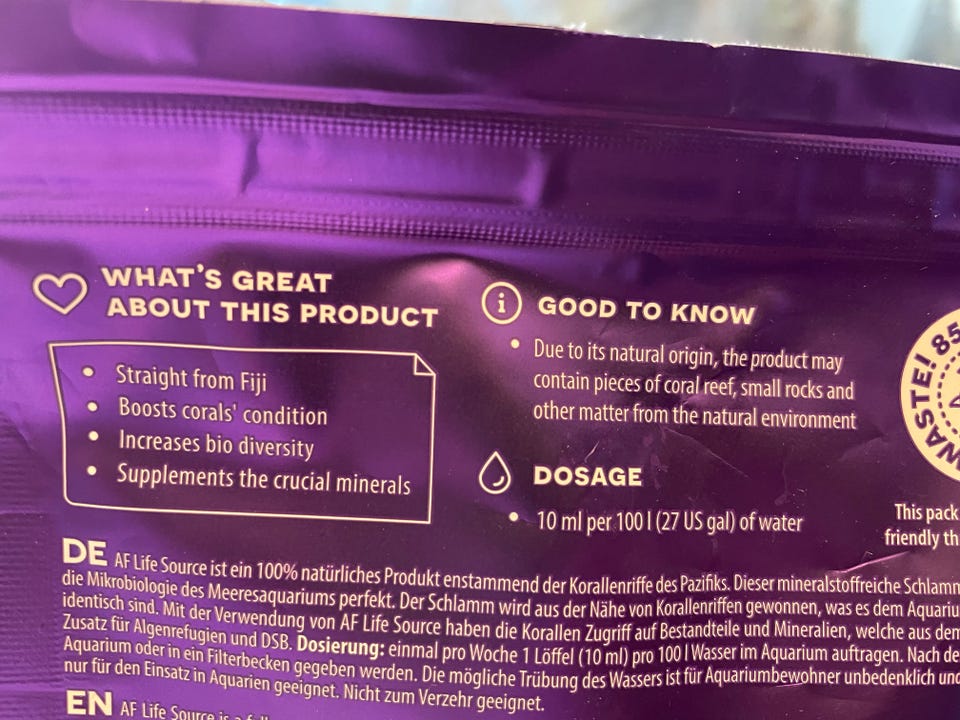 WHAT'S GREAT
ABOUT THIS PRODUCT
• Straight from Fiji
• Boosts corals' condition
• Increases bio diversity
• Supplements the crucial minerals
i GOOD TO KNOW
• Due to its natural origin, the product may
contain pieces of coral reef, small rocks and
other matter from the natural environment
DOSAGE
• 10 ml per 100 l (27 US gal) of water
WASTE! 85
This pack
friendly th
DE AF Life Source ist ein 100% natürliches Produkt enstammend der Korallenriffe des Pazifiks. Dieser mineralstoffreiche Schlamm
die Mikrobiologie des Meeresaquariums perfekt. Der Schlamm wird aus der Nähe von Korallenriffen gewonnen, was es dem Aquariu
identisch sind. Mit der Verwendung von AF Life Source haben die Korallen Zugriff auf Bestandteile und Mineralien, welche aus dem
Zusatz für Algenrefugien und DSB. Dosierung: einmal pro Woche 1 Löffel (10 ml) pro 100 l Wasser im Aquarium auftragen. Nach de
Aquarium oder in ein Filterbecken gegeben werden. Die mögliche Trübung des Wassers ist für Aquariumbewohner unbedenklich und
nur für den Einsatz in Aquarien geeignet. Nicht zum Verzehr geeignet.
EN AF Life Source is a